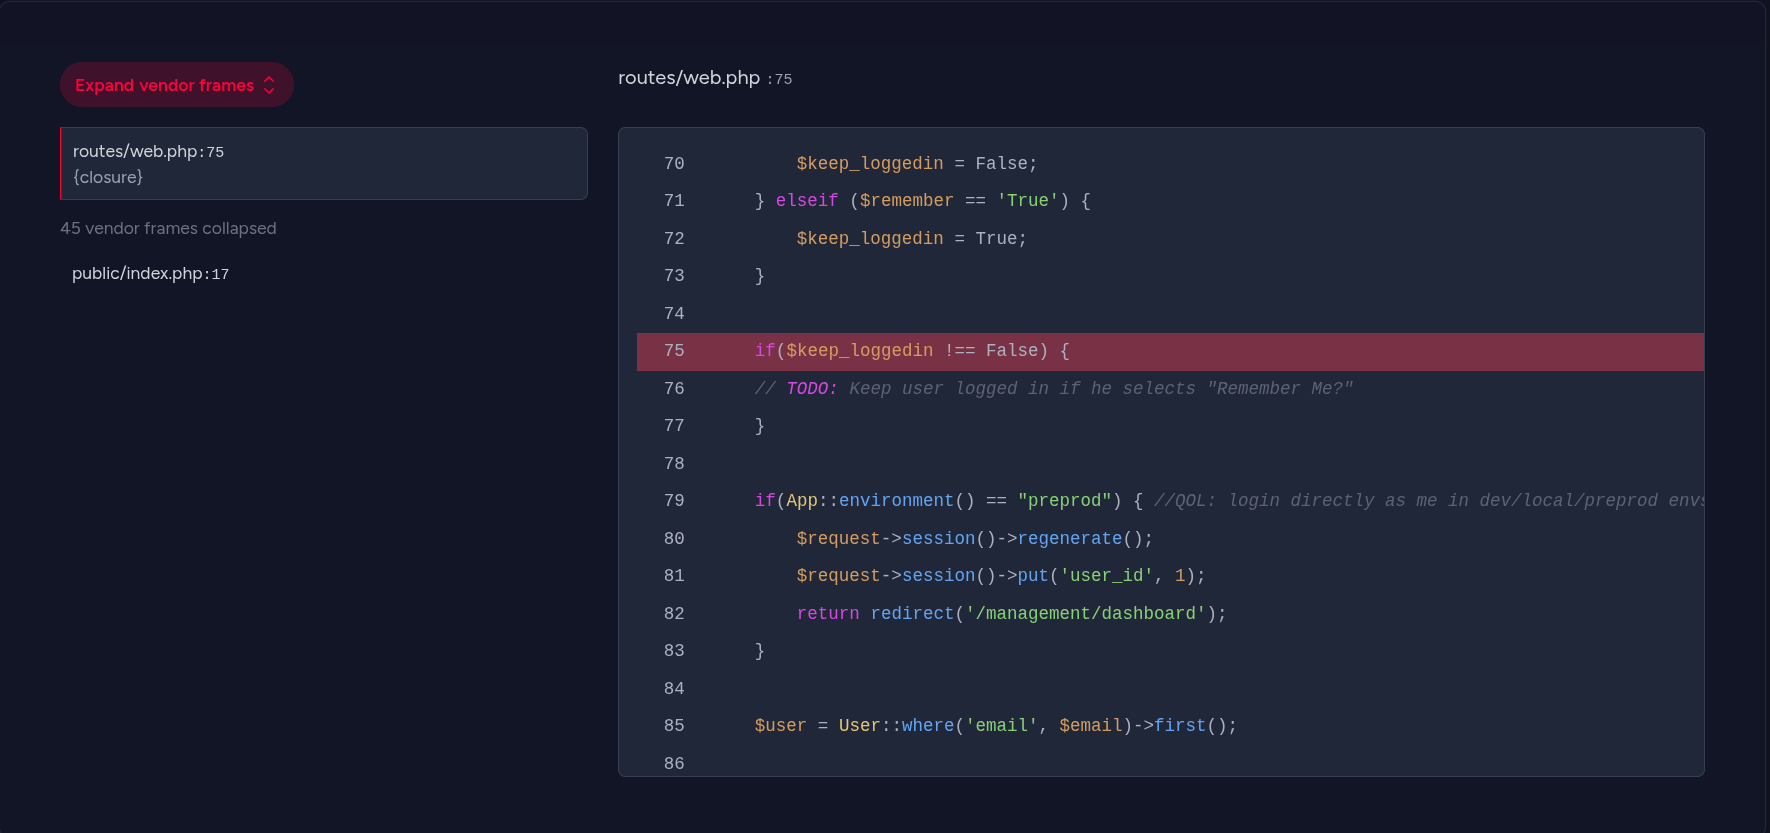 Expand vendor frames
routes/web.php:75
{closure}
45 vendor frames collapsed
public/index.php:17
routes/web.php :75
70 $keep_loggedin = False;
71 } elseif ($remember == 'True') {
72 $keep_loggedin = True;
73 }
74
75 if($keep_loggedin !== False) {
76 // TODO: Keep user logged in if he selects "Remember Me?"
77 }
78
79 if(App::environment() == "preprod") { //QOL: login directly as me in dev/local/preprod envs
80 $request->session()->regenerate();
81 $request->session()->put('user_id', 1);
82 return redirect('/management/dashboard');
83 }
84
85 $user = User::where('email', $email)->first();
86